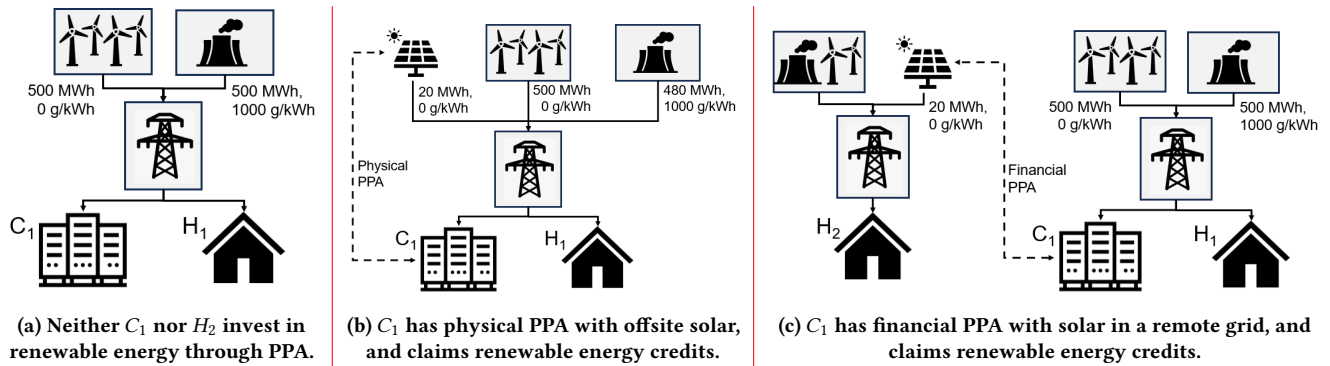 500 MWh
0 g/kWh
500 MWh,
1000 g/kWh
C₁
H₁
(a) Neither C₁ nor H₂ invest in
renewable energy through PPA.
20 MWh,
0 g/kWh
500 MWh
0 g/kWh
480 MWh,
1000 g/kWh
Physical
PPA
C₁
H₁
(b) C₁ has physical PPA with offsite solar,
and claims renewable energy credits.
20 MWh,
0 g/kWh
H₂
Financial
PPA
500 MWh
0 g/kWh
500 MWh,
1000 g/kWh
C₁
H₁
(c) C₁ has financial PPA with solar in a remote grid, and
claims renewable energy credits.